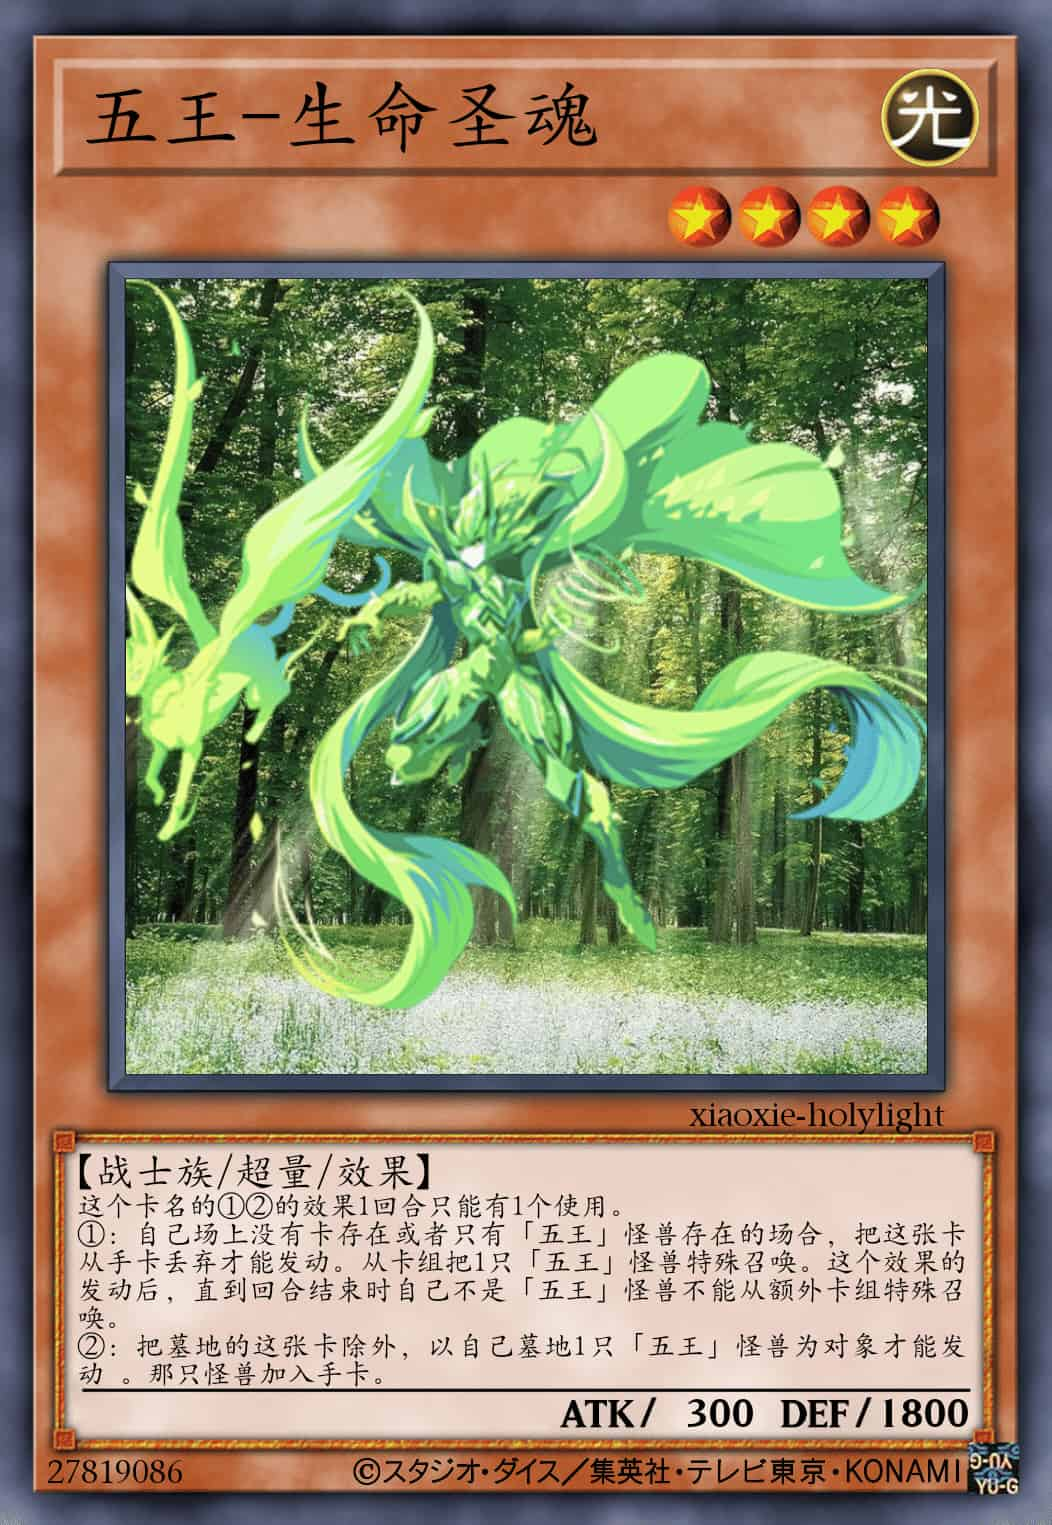 五王-生命圣魂
光
xiaoxie-holylight
【战士族/超量/效果】
这个卡名的①②的效果1回合只能有1个使用。
①：自己场上没有卡存在或者只有「五王」怪兽存在的场合，把这张卡
从手卡丢弃才能发动。从卡组把1只「五王」怪兽特殊召唤。这个效果的
发动后，直到回合结束时自己不是「五王」怪兽不能从额外卡组特殊召
唤。
②：把墓地的这张卡除外，以自己墓地1只「五王」怪兽为对象才能发
动 。那只怪兽加入手卡。
ATK/ 300 DEF/1800
27819086 ©スタジオ·ダイス／集英社·テレビ東京·KONAMI
YU-G
YU-G